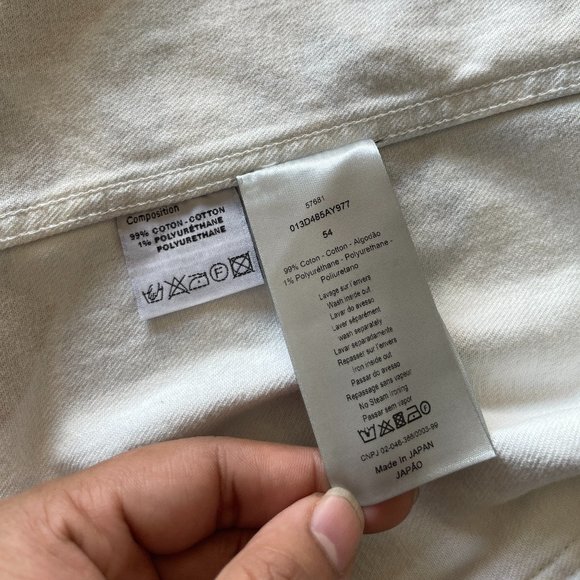 Composition
99% COTON - COTTON
1% POLYURÉTHANE
POLYURETHANE
57681
013D485AY977
54
99% Coton - Cotton - Algodão
1% Polyuréthane - Polyurethane -
Poliuretano
Lavage sur l'envers
Wash inside out
Lavar do avesso
Laver séparément
wash separately
Lavar separadamente
Repasser sur l'envers
Iron inside out
Passar do avesso
Repassage sans vapeur
No Steam Ironing
Passar sem vapor
CNPJ 02-046-388/0003-99
Made in JAPAN
JAPÃO